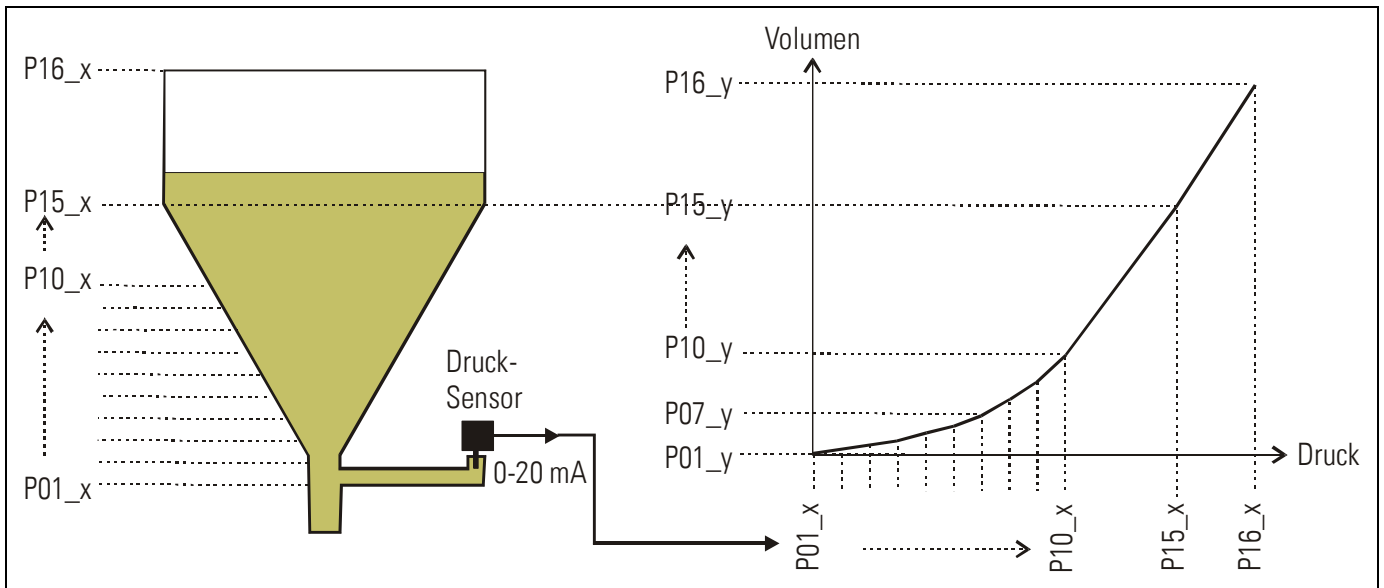 P16_x
P15_x
P10_x
P01_x
Druck-
Sensor
0-20 mA
Volumen
P16_y
P15_y
P10_y
P07_y
P01_y
Druck
P01_x
P10_x
P15_x
P16_x